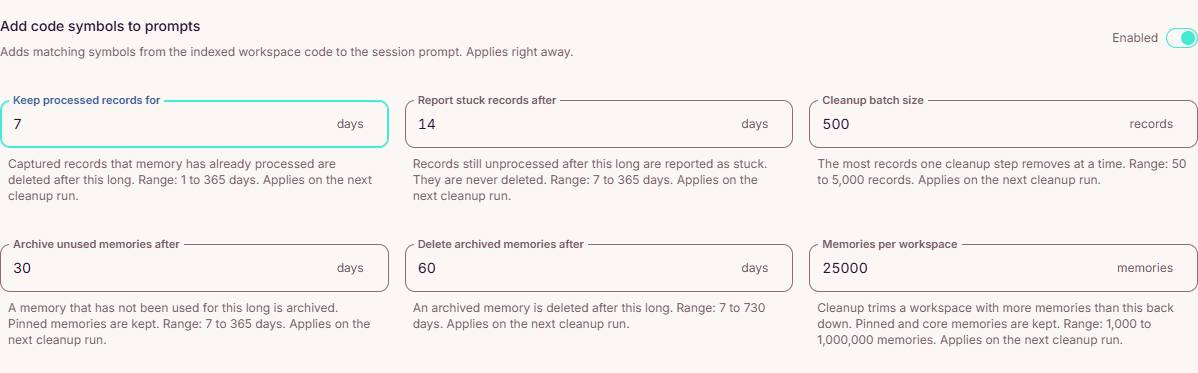 Add code symbols to prompts
Adds matching symbols from the indexed workspace code to the session prompt. Applies right away.
Enabled
Keep processed records for
7 days
Captured records that memory has already processed are
deleted after this long. Range: 1 to 365 days. Applies on the next
cleanup run.
Report stuck records after
14 days
Records still unprocessed after this long are reported as stuck.
They are never deleted. Range: 7 to 365 days. Applies on the
next cleanup run.
Cleanup batch size
500 records
The most records one cleanup step removes at a time. Range: 50
to 5,000 records. Applies on the next cleanup run.
Archive unused memories after
30 days
A memory that has not been used for this long is archived.
Pinned memories are kept. Range: 7 to 365 days. Applies on the
next cleanup run.
Delete archived memories after
60 days
An archived memory is deleted after this long. Range: 7 to 730
days. Applies on the next cleanup run.
Memories per workspace
25000 memories
Cleanup trims a workspace with more memories than this back
down. Pinned and core memories are kept. Range: 1,000 to
1,000,000 memories. Applies on the next cleanup run.